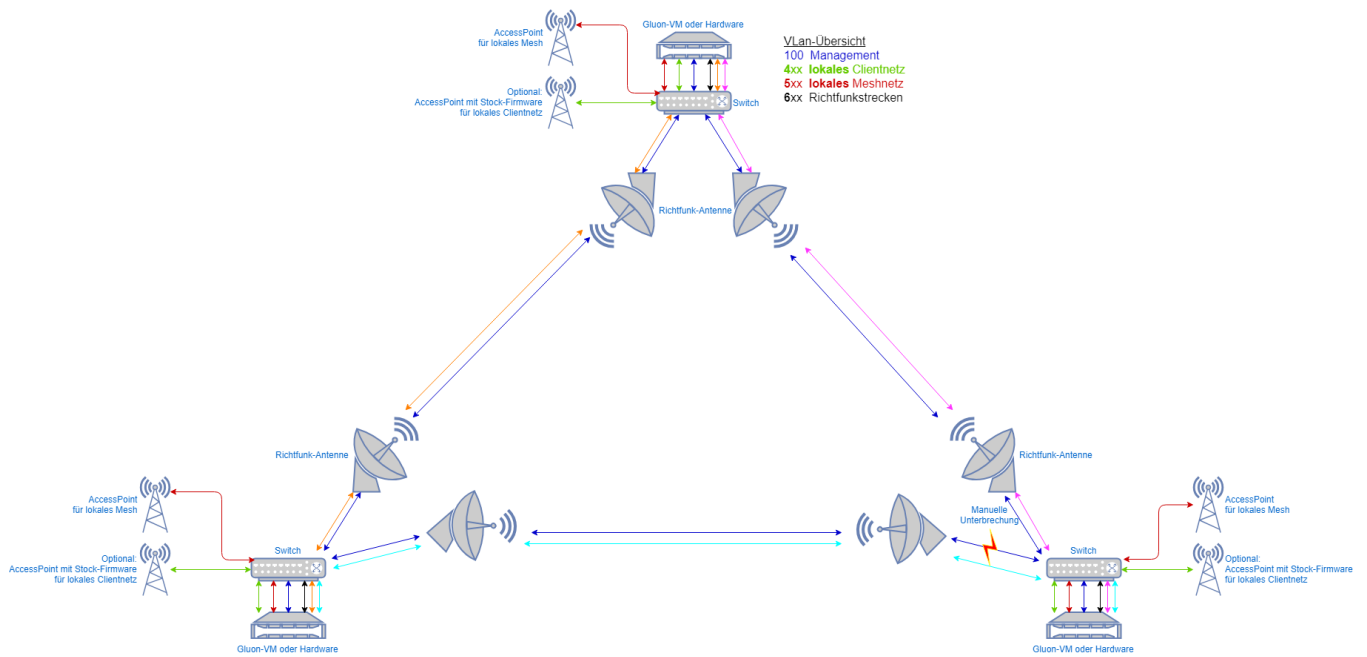 AccessPoint
für lokales Mesh
Gluon-VM oder Hardware
VLan-Übersicht
100 Management
4xx lokales Clientnetz
5xx lokales Meshnetz
6xx Richtfunkstrecken
Optional:
AccessPoint mit Stock-Firmware
für lokales Clientnetz
Switch
Richtfunk-Antenne
Richtfunk-Antenne
Richtfunk-Antenne
AccessPoint
für lokales Mesh
Manuelle
Unterbrechung
AccessPoint
für lokales Mesh
Optional:
AccessPoint mit Stock-Firmware
für lokales Clientnetz
Switch
Switch
Optional:
AccessPoint mit Stock-Firmware
für lokales Clientnetz
Gluon-VM oder Hardware
Gluon-VM oder Hardware